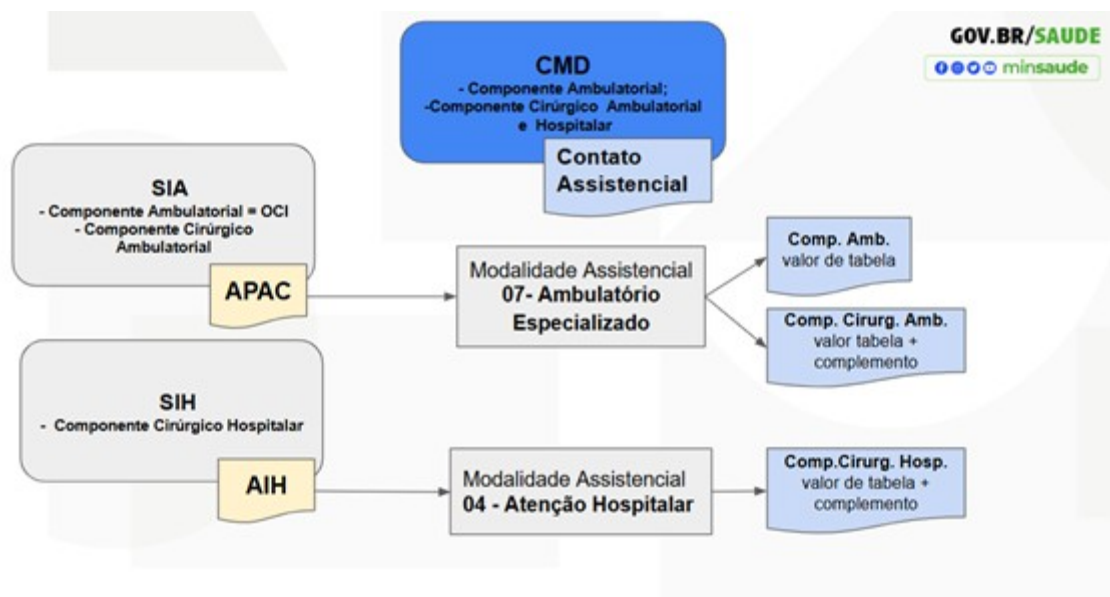 GOV.BR/SAUDE
minsaude
CMD
- Componente Ambulatorial;
-Componente Cirúrgico Ambulatorial
e Hospitalar
Contato
Assistencial
SIA
- Componente Ambulatorial = OCI
- Componente Cirúrgico
Ambulatorial
APAC
Modalidade Assistencial
07- Ambulatório
Especializado
Comp. Amb.
valor de tabela
Comp. Cirurg. Amb.
valor tabela +
complemento
SIH
- Componente Cirúrgico Hospitalar
AIH
Modalidade Assistencial
04 - Atenção Hospitalar
Comp.Cirurg. Hosp.
valor de tabela +
complemento